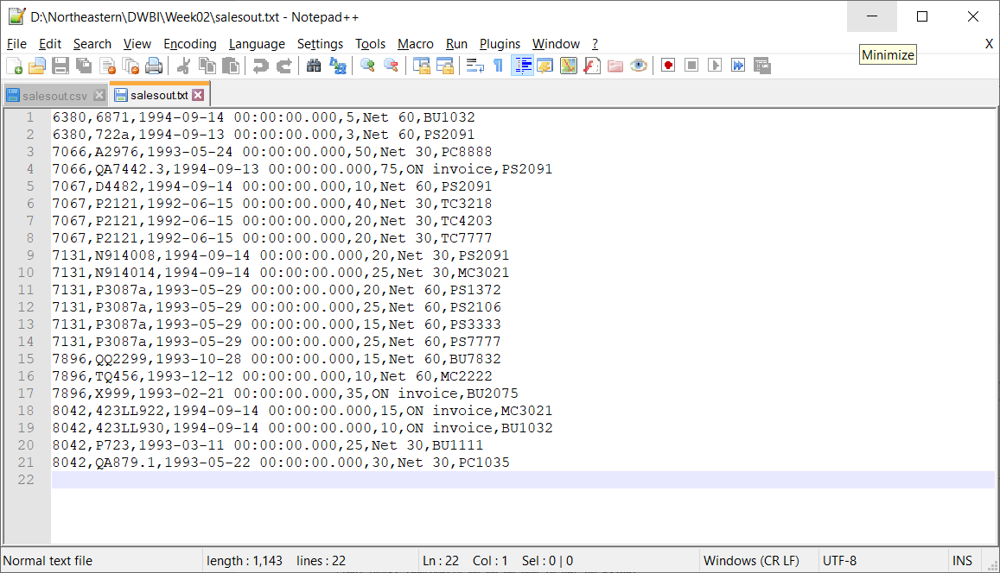 D:\Northeastern\DWBI\Week02\salesout.txt - Notepad++
File Edit Search View Encoding Language Settings Tools Macro Run Plugins Window ? X
Minimize
salesout.csv salesout.txt
1 6380,6871,1994-09-14 00:00:00.000,5,Net 60,BU1032
2 6380,722a,1994-09-13 00:00:00.000,3,Net 60,PS2091
3 7066,A2976,1993-05-24 00:00:00.000,50,Net 30,PC8888
4 7066,QA7442.3,1994-09-13 00:00:00.000,75,ON invoice,PS2091
5 7067,D4482,1994-09-14 00:00:00.000,10,Net 60,PS2091
6 7067,P2121,1992-06-15 00:00:00.000,40,Net 30,TC3218
7 7067,P2121,1992-06-15 00:00:00.000,20,Net 30,TC4203
8 7067,P2121,1992-06-15 00:00:00.000,20,Net 30,TC7777
9 7131,N914008,1994-09-14 00:00:00.000,20,Net 30,PS2091
10 7131,N914014,1994-09-14 00:00:00.000,25,Net 30,MC3021
11 7131,P3087a,1993-05-29 00:00:00.000,20,Net 60,PS1372
12 7131,P3087a,1993-05-29 00:00:00.000,25,Net 60,PS2106
13 7131,P3087a,1993-05-29 00:00:00.000,15,Net 60,PS3333
14 7131,P3087a,1993-05-29 00:00:00.000,25,Net 60,PS7777
15 7896,QQ2299,1993-10-28 00:00:00.000,15,Net 60,BU7832
16 7896,TQ456,1993-12-12 00:00:00.000,10,Net 60,MC2222
17 7896,X999,1993-02-21 00:00:00.000,35,ON invoice,BU2075
18 8042,423LL922,1994-09-14 00:00:00.000,15,ON invoice,MC3021
19 8042,423LL930,1994-09-14 00:00:00.000,10,ON invoice,BU1032
20 8042,P723,1993-03-11 00:00:00.000,25,Net 30,BU1111
21 8042,QA879.1,1993-05-22 00:00:00.000,30,Net 30,PC1035
22
Normal text file length : 1,143 lines : 22 Ln : 22 Col : 1 Sel : 0 | 0 Windows (CR LF) UTF-8 INS